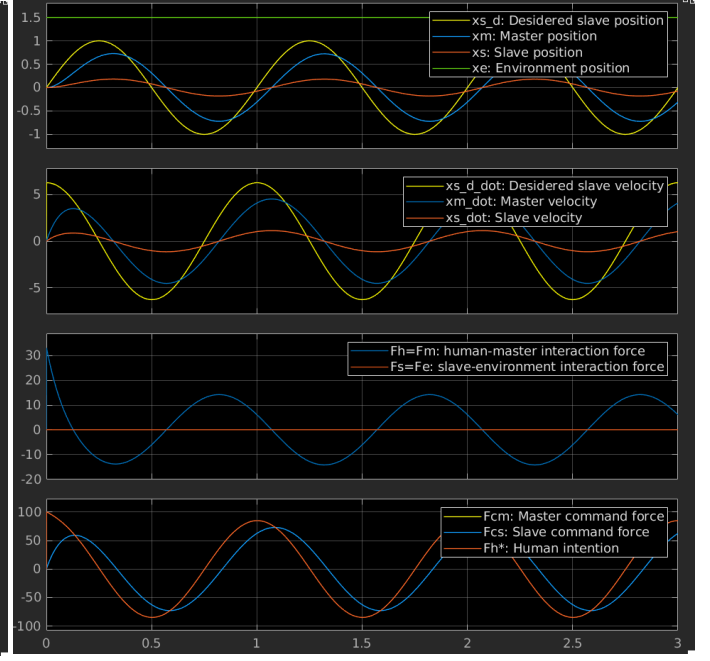 1.5
xs_d: Desidered slave position
1
xm: Master position
0.5
xs: Slave position
0
xe: Environment position
-0.5
-1
5
xs_d_dot: Desidered slave velocity
xm_dot: Master velocity
0
xs_dot: Slave velocity
-5
30
Fh=Fm: human-master interaction force
20
Fs=Fe: slave-environment interaction force
10
0
-10
-20
100
Fcm: Master command force
50
Fcs: Slave command force
0
Fh*: Human intention
-50
-100
0 0.5 1 1.5 2 2.5 3